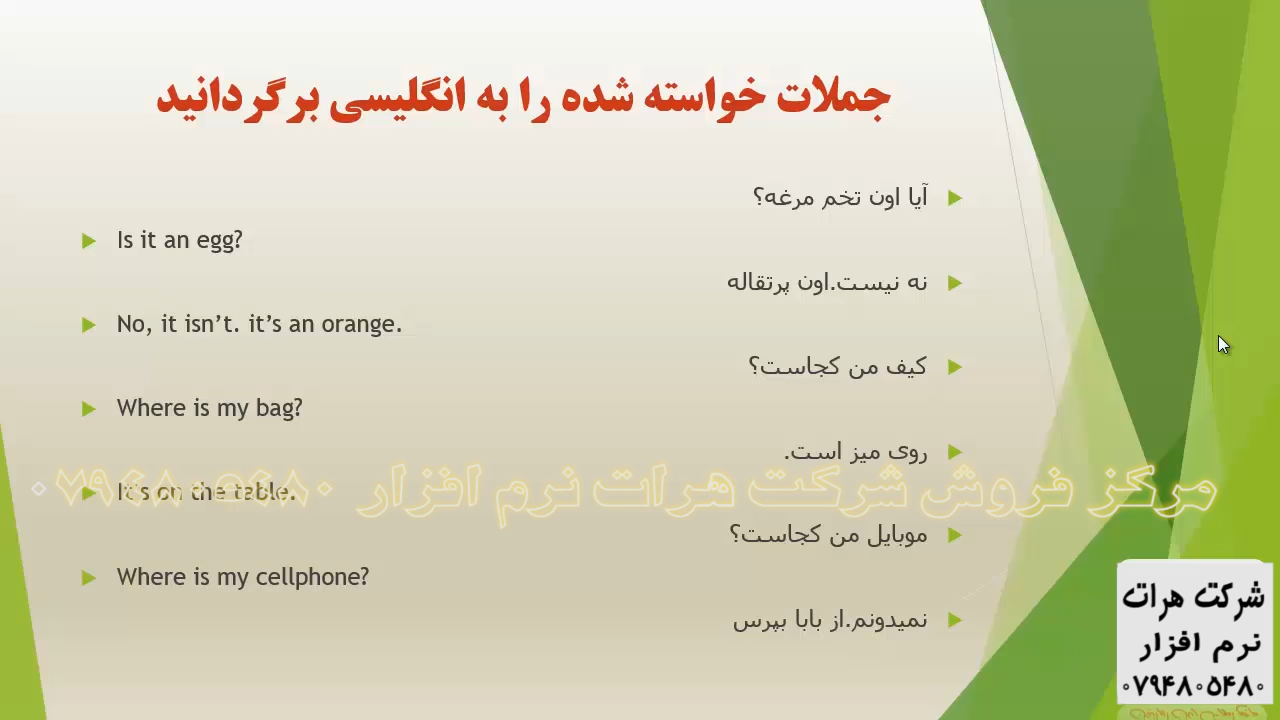 جملات خواسته شده را به انگلیسی برگردانید
آیا اون تخم مرغه؟
Is it an egg?
نه نیست.اون پرتقاله
No, it isn't. it's an orange.
کیف من کجاست؟
Where is my bag?
روی میز است.
It's on the table.
مرکز فروش شرکت هرات نرم افزار
موبایل من کجاست؟
Where is my cellphone?
نمیدونم.از بابا بپرس
شرکت هرات
نرم افزار
۰۷۹۴۸۰۵۴۸۰